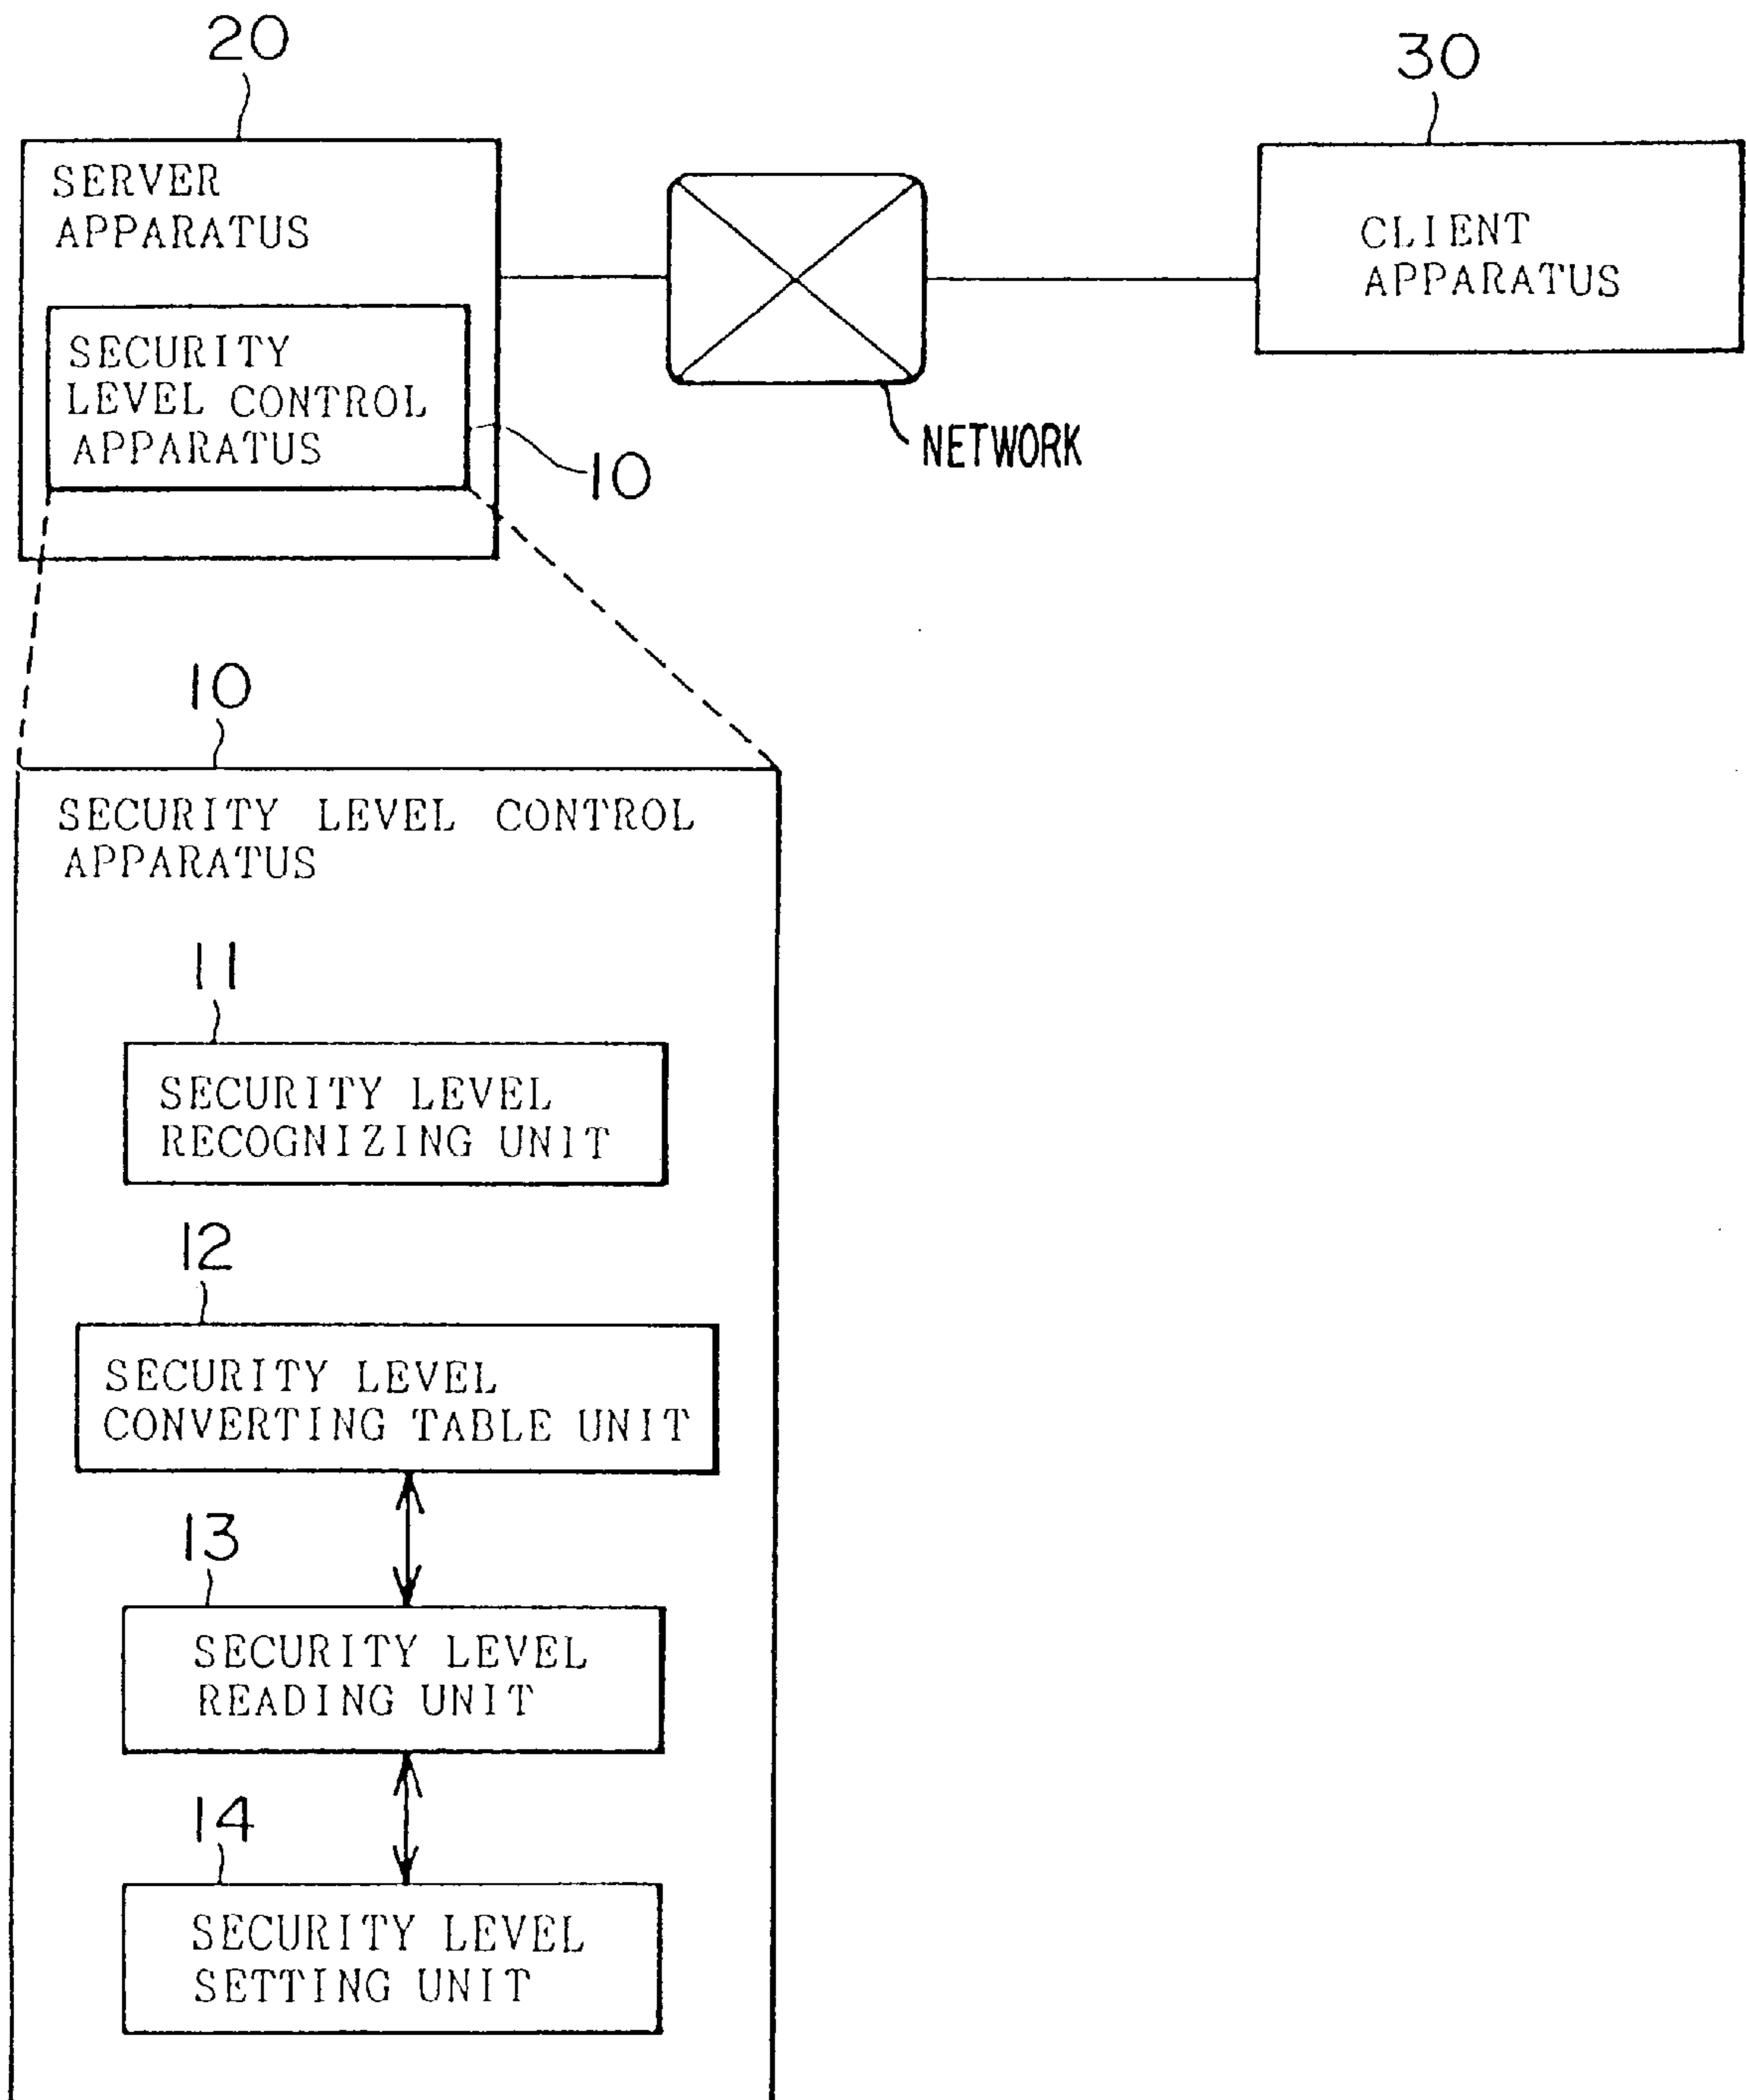 20
30
SERVER
APPARATUS
CLIENT
APPARATUS
SECURITY
LEVEL CONTROL
APPARATUS
10
NETWORK
10
SECURITY LEVEL CONTROL
APPARATUS
11
SECURITY LEVEL
RECOGNIZING UNIT
12
SECURITY LEVEL
CONVERTING TABLE UNIT
13
SECURITY LEVEL
READING UNIT
14
SECURITY LEVEL
SETTING UNIT